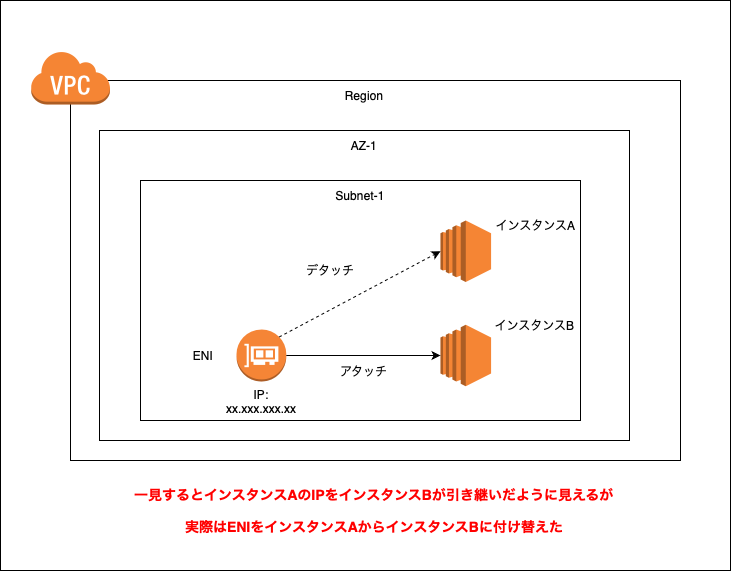 VPC
Region
AZ-1
Subnet-1
インスタンスA
デタッチ
インスタンスB
ENI
アタッチ
IP:
xx.xxx.xxx.xx
一見するとインスタンスAのIPをインスタンスBが引き継いだように見えるが
実際はENIをインスタンスAからインスタンスBに付け替えた